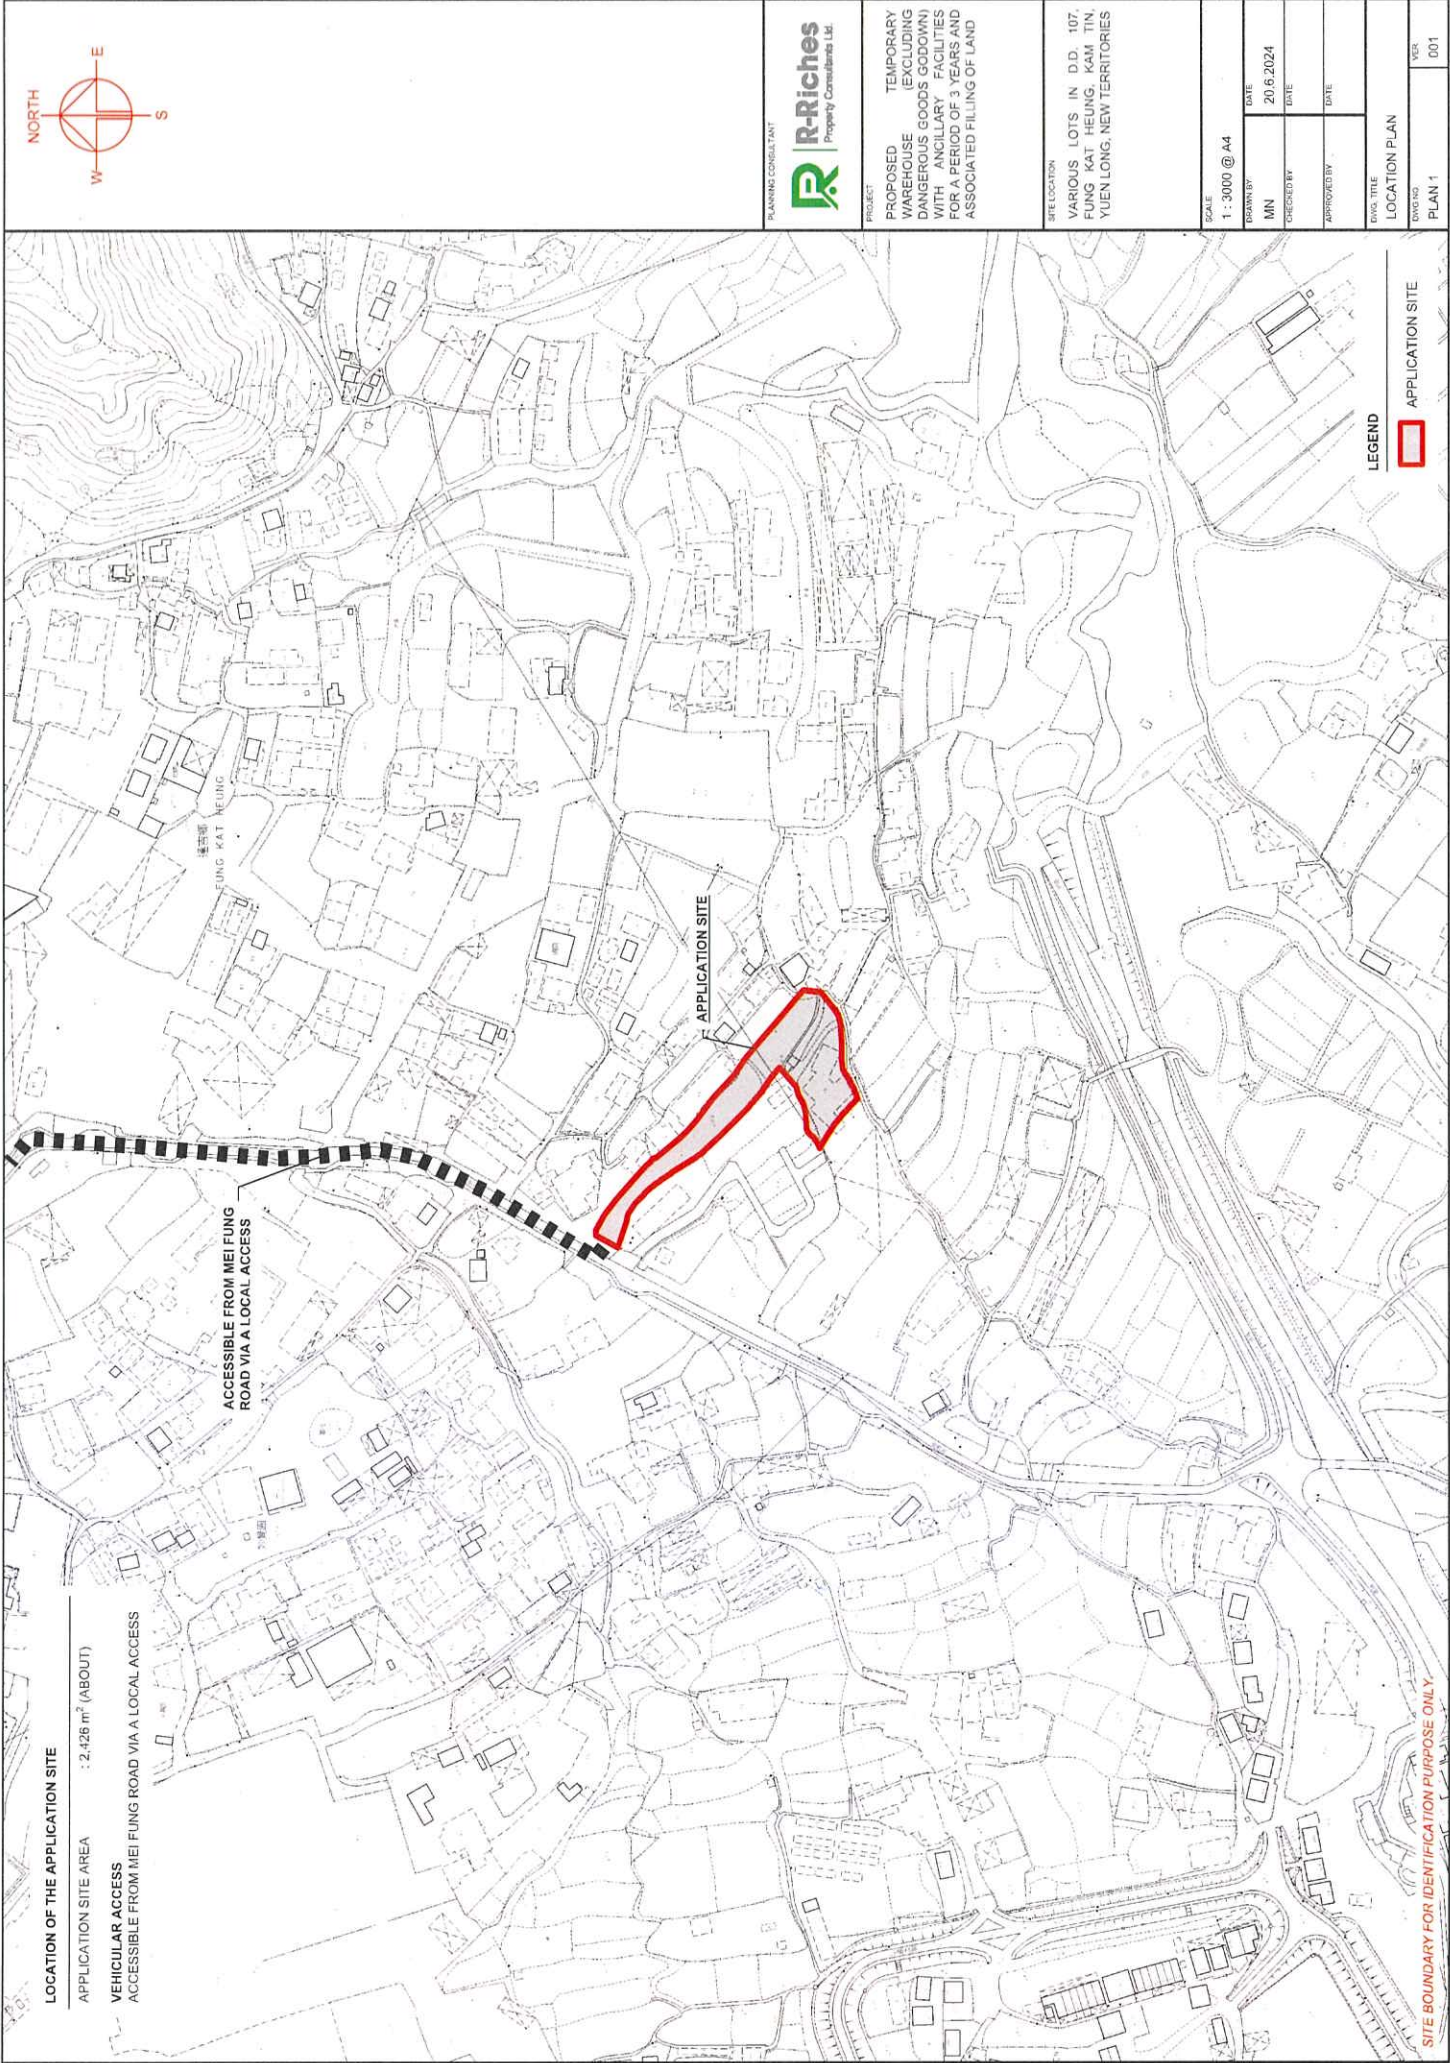 LOCATION OF THE APPLICATION SITE
APPLICATION SITE AREA : 2,426 m² (ABOUT)
VEHICULAR ACCESS
ACCESSIBLE FROM MEI FUNG ROAD VIA A LOCAL ACCESS
ACCESSIBLE FROM MEI FUNG
ROAD VIA A LOCAL ACCESS
逢吉鄉
FUNG KAT HEUNG
APPLICATION SITE
LEGEND
APPLICATION SITE
SITE BOUNDARY FOR IDENTIFICATION PURPOSE ONLY.
NORTH
W
E
S
PLANNING CONSULTANT
R-Riches
Property Consultants Ltd.
PROJECT
PROPOSED TEMPORARY
WAREHOUSE (EXCLUDING
DANGEROUS GOODS GODOWN)
WITH ANCILLARY FACILITIES
FOR A PERIOD OF 3 YEARS AND
ASSOCIATED FILLING OF LAND
SITE LOCATION
VARIOUS LOTS IN D.D. 107,
FUNG KAT HEUNG, KAM TIN,
YUEN LONG, NEW TERRITORIES
SCALE
1 : 3000 @ A4
DRAWN BY
DATE
MN
20.6.2024
CHECKED BY
DATE
APPROVED BY
DATE
DWG. TITLE
LOCATION PLAN
DWG NO.
VER.
PLAN 1
001